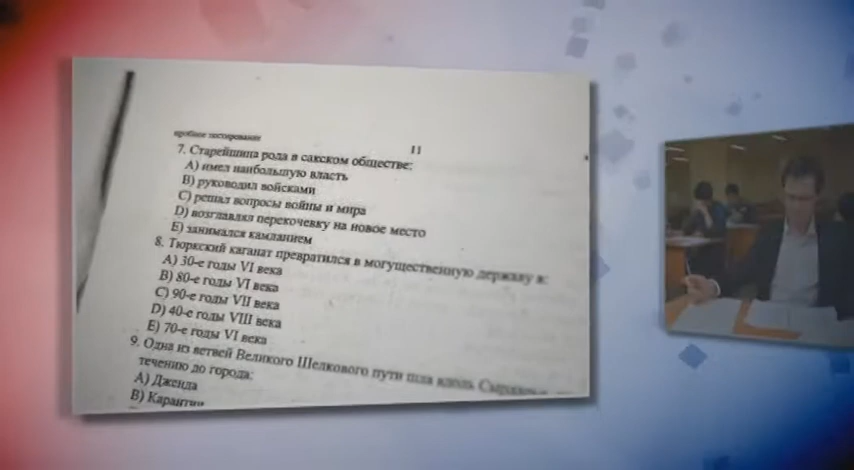 пробное тестирование
11
7. Старейшина рода в сакском обществе:
A) имел наибольшую власть
B) руководил войсками
C) решал вопросы войны и мира
D) возглавлял перекочевку на новое место
E) занимался камланием
8. Тюркский каганат превратился в могущественную державу к:
A) 30-е годы VI века
B) 80-е годы VI века
C) 90-е годы VII века
D) 40-е годы VIII века
E) 70-е годы VI века
9. Одна из ветвей Великого Шелкового пути шла вдоль
течению до города:
A) Дженда
B)